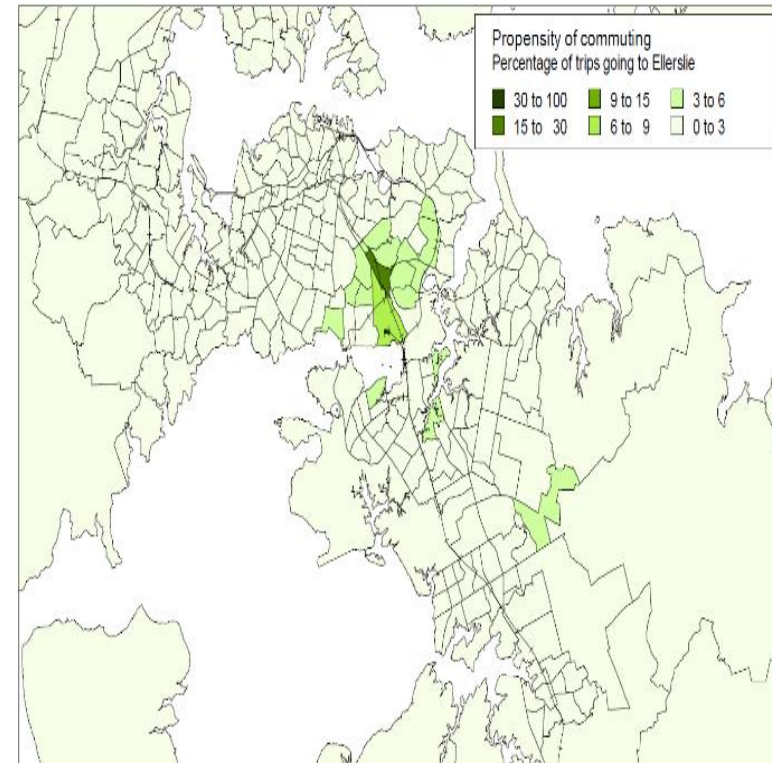 Propensity of commuting
Percentage of trips going to Ellerslie
30 to 100 9 to 15 3 to 6
15 to 30 6 to 9 0 to 3